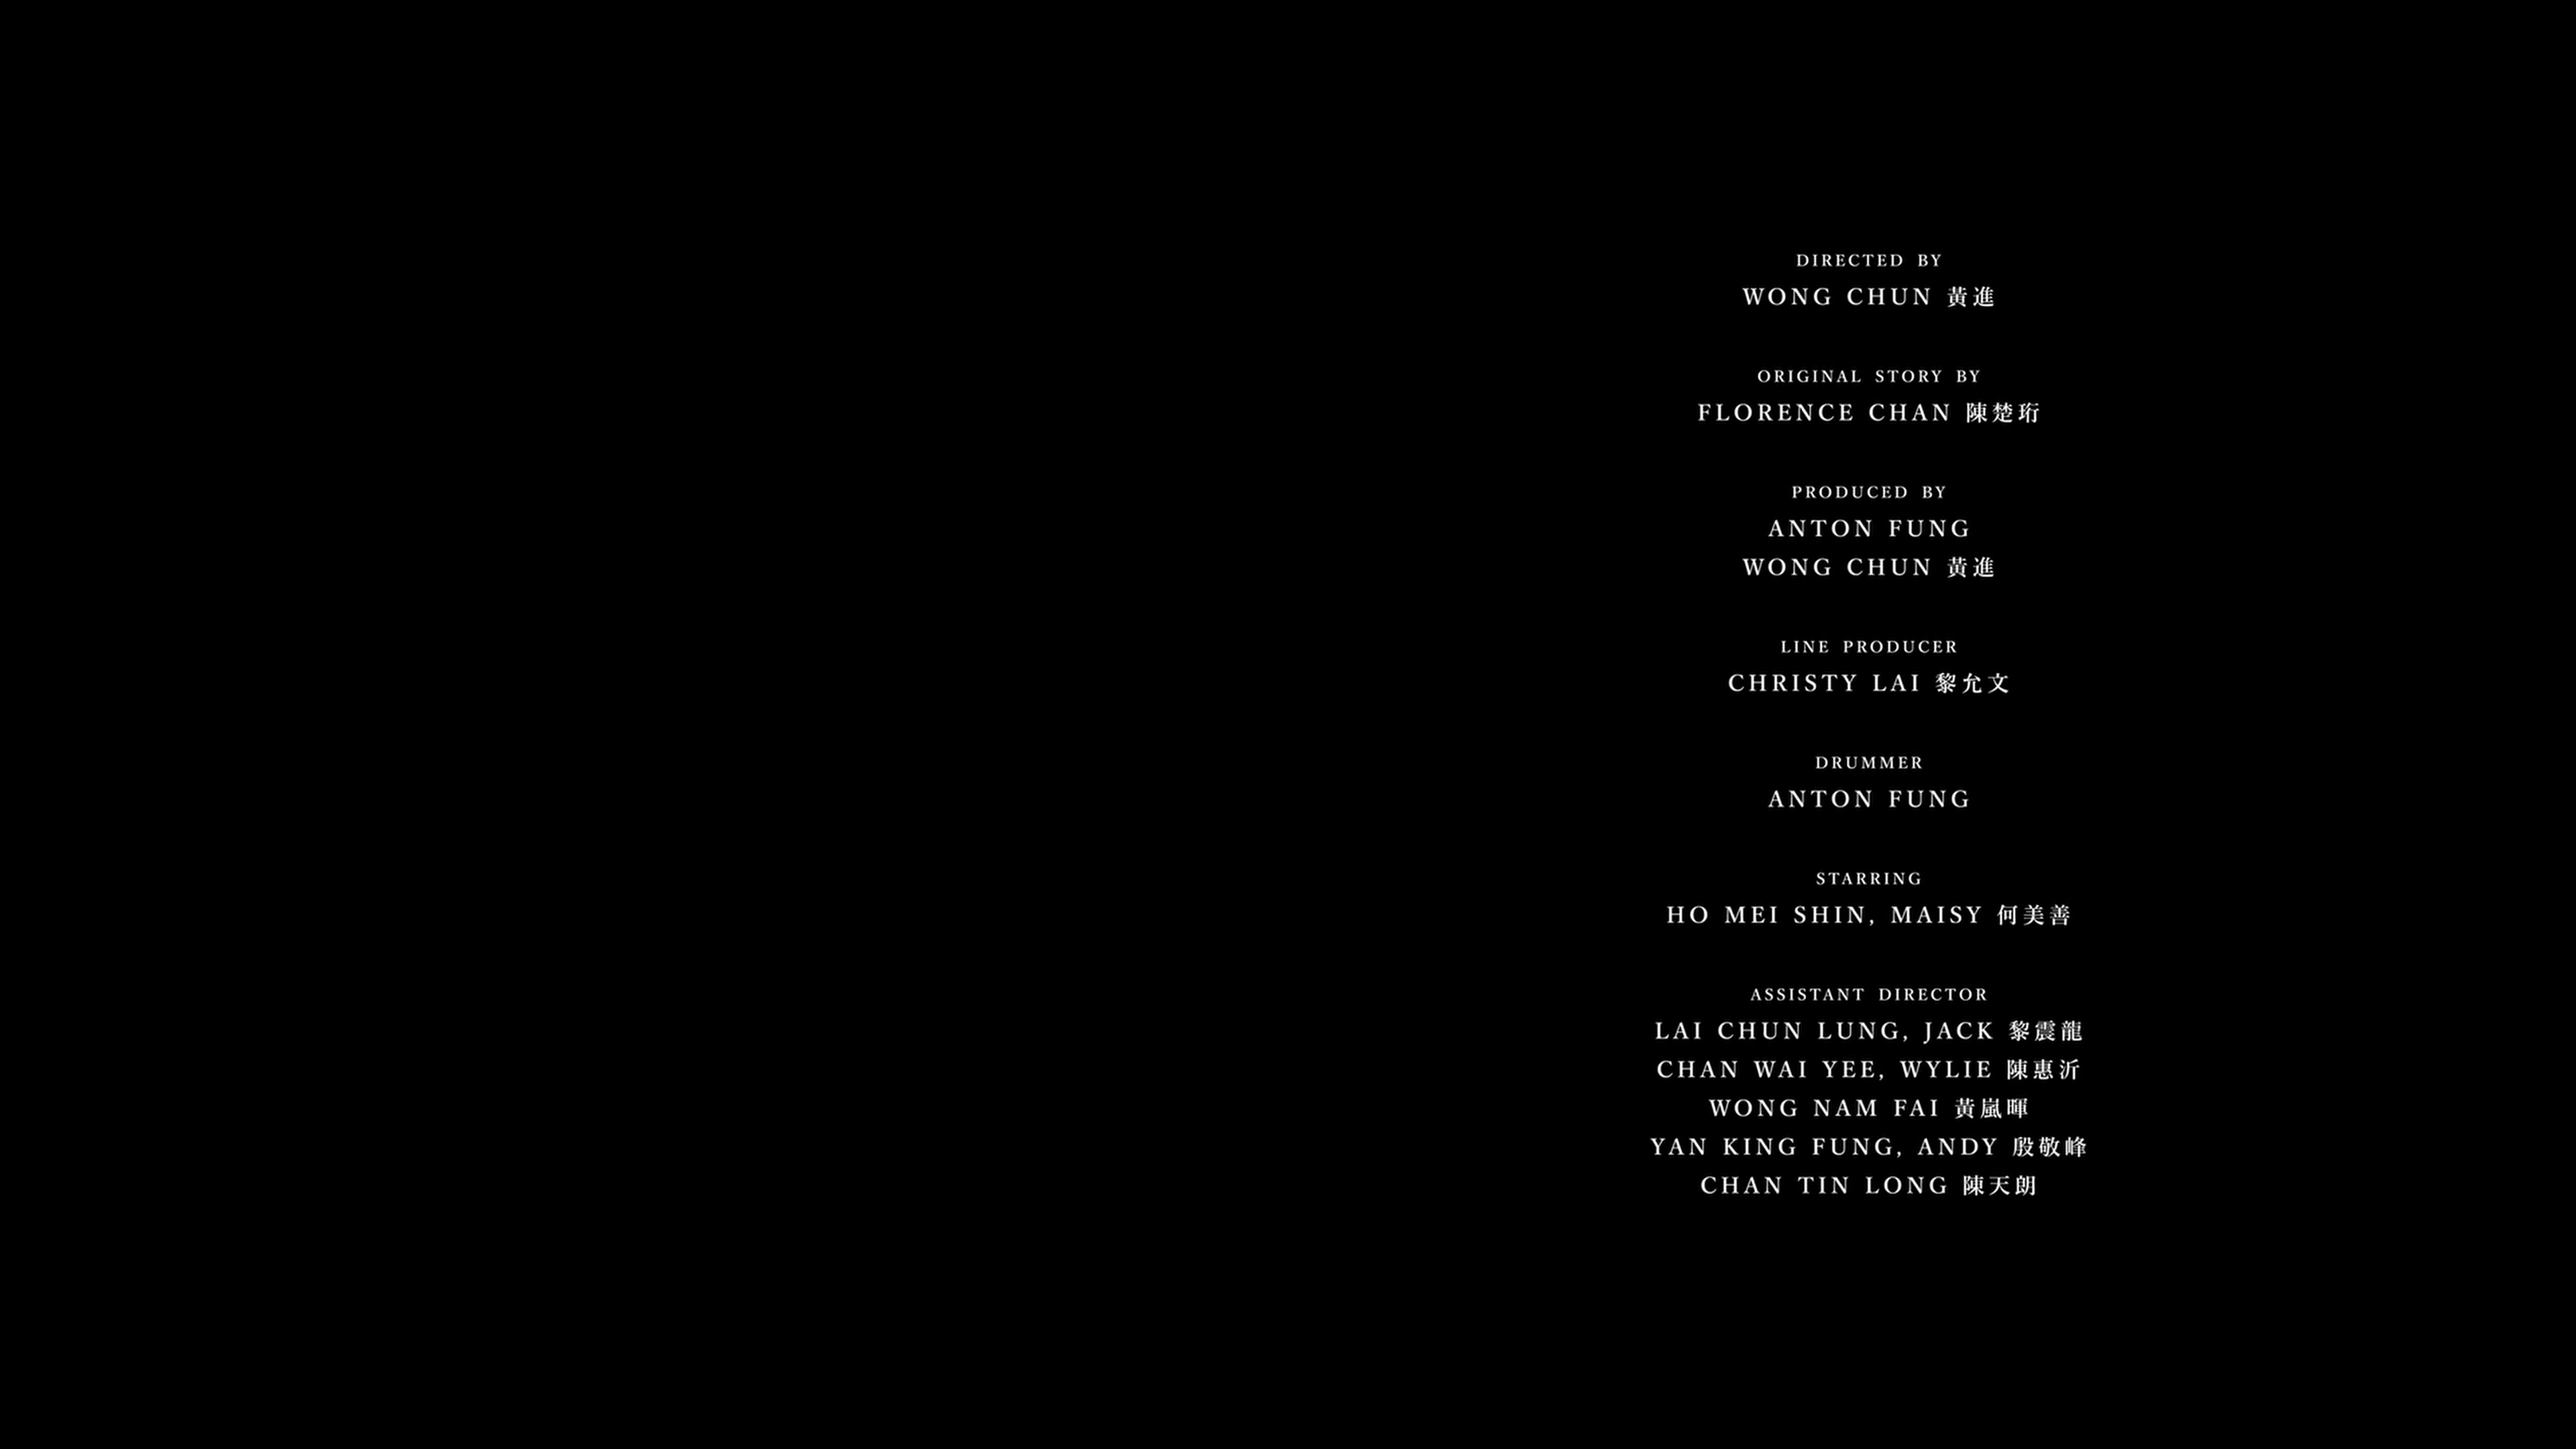 DIRECTED BY
WONG CHUN 黃進
ORIGINAL STORY BY
FLORENCE CHAN 陳楚珩
PRODUCED BY
ANTON FUNG
WONG CHUN 黃進
LINE PRODUCER
CHRISTY LAI 黎允文
DRUMMER
ANTON FUNG
STARRING
HO MEI SHIN, MAISY 何美善
ASSISTANT DIRECTOR
LAI CHUN LUNG, JACK 黎震龍
CHAN WAI YEE, WYLIE 陳惠沂
WONG NAM FAI 黃嵐暉
YAN KING FUNG, ANDY 殷敬峰
CHAN TIN LONG 陳天朗